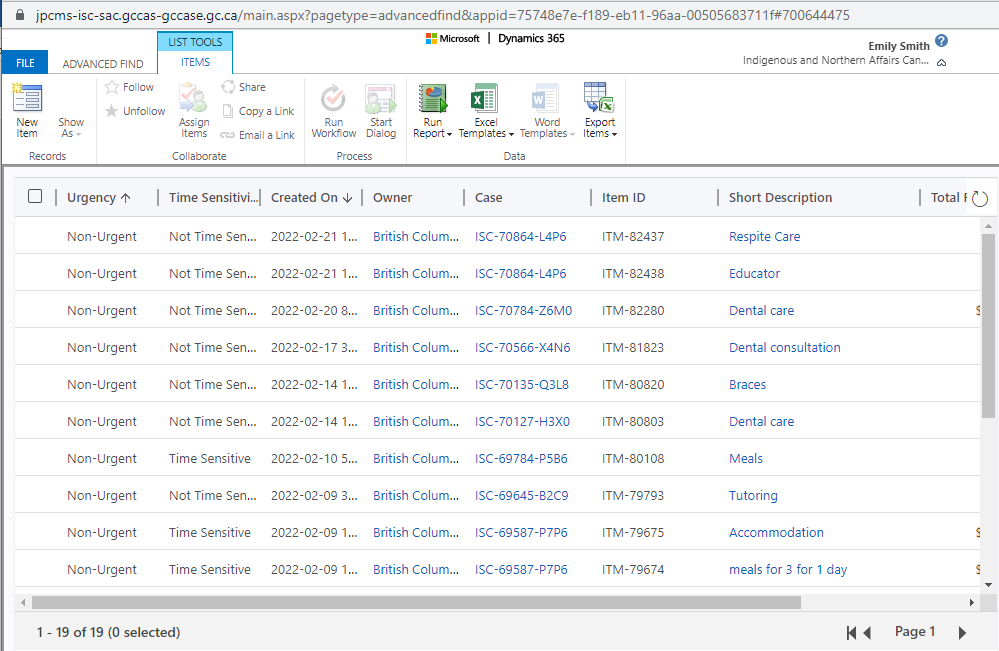 jpcms-isc-sac.gccas-gccase.gc.ca/main.aspx?pagetype=advancedfind&appid=75748e7e-f189-eb11-96aa-00505683711f#700644475
Microsoft | Dynamics 365
Emily Smith
Indigenous and Northern Affairs Can...
FILE ADVANCED FIND LIST TOOLS ITEMS
New Item
Show As
Records
Follow
Unfollow
Assign Items
Share
Copy a Link
Email a Link
Collaborate
Run Workflow
Start Dialog
Process
Run Report
Excel Templates
Word Templates
Export Items
Data
Urgency Time Sensitivi... Created On Owner Case Item ID Short Description Total
Non-Urgent Not Time Sen... 2022-02-21 1... British Colum... ISC-70864-L4P6 ITM-82437 Respite Care
Non-Urgent Not Time Sen... 2022-02-21 1... British Colum... ISC-70864-L4P6 ITM-82438 Educator
Non-Urgent Not Time Sen... 2022-02-20 8... British Colum... ISC-70784-Z6M0 ITM-82280 Dental care $
Non-Urgent Not Time Sen... 2022-02-17 3... British Colum... ISC-70566-X4N6 ITM-81823 Dental consultation
Non-Urgent Not Time Sen... 2022-02-14 1... British Colum... ISC-70135-Q3L8 ITM-80820 Braces
Non-Urgent Not Time Sen... 2022-02-14 1... British Colum... ISC-70127-H3X0 ITM-80803 Dental care
Non-Urgent Time Sensitive 2022-02-10 5... British Colum... ISC-69784-P5B6 ITM-80108 Meals
Non-Urgent Not Time Sen... 2022-02-09 3... British Colum... ISC-69645-B2C9 ITM-79793 Tutoring
Non-Urgent Time Sensitive 2022-02-09 1... British Colum... ISC-69587-P7P6 ITM-79675 Accommodation $
Non-Urgent Time Sensitive 2022-02-09 1... British Colum... ISC-69587-P7P6 ITM-79674 meals for 3 for 1 day $
1 - 19 of 19 (0 selected) Page 1